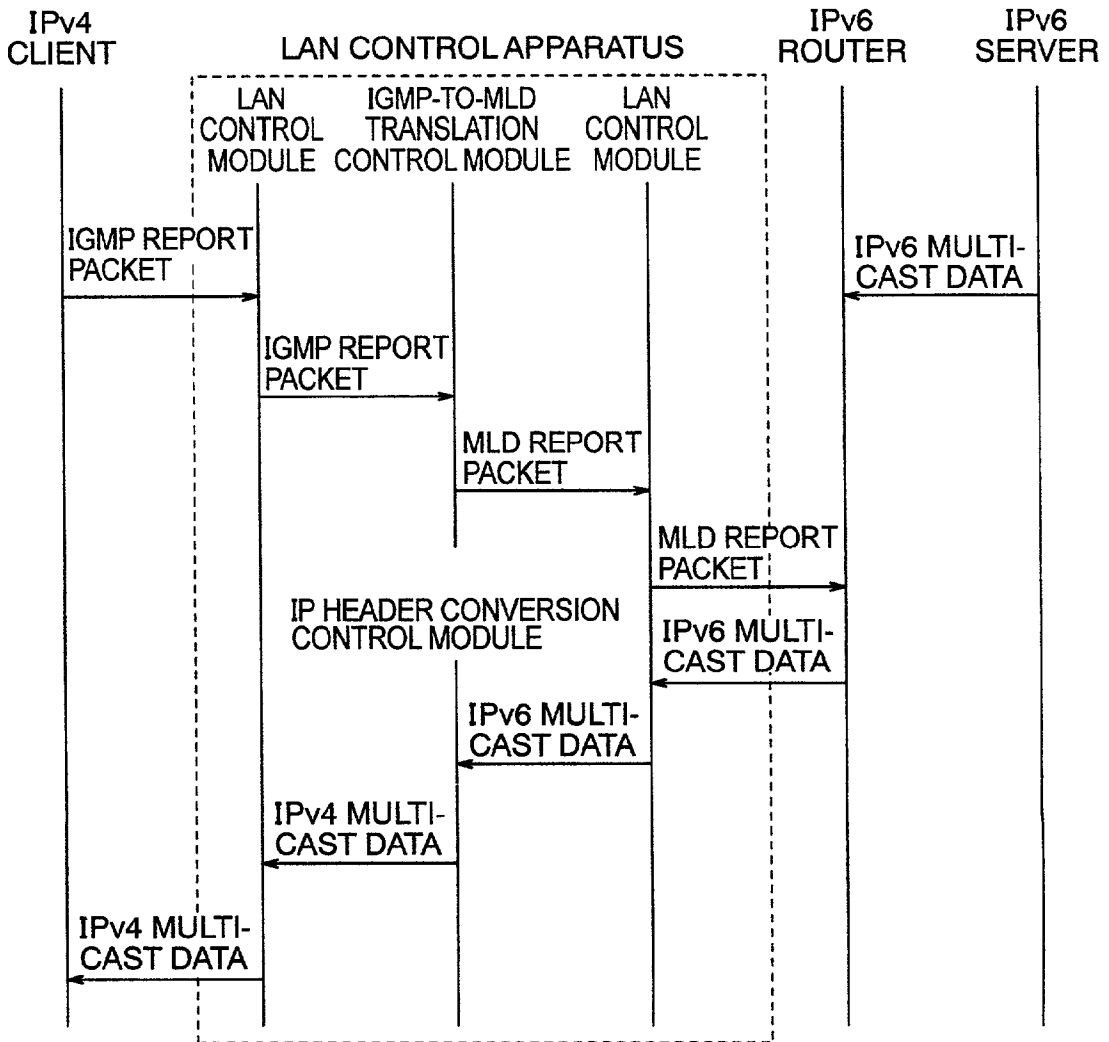 IPv4
CLIENT
LAN CONTROL APPARATUS
IPv6
ROUTER
IPv6
SERVER
LAN
CONTROL
MODULE
IGMP-TO-MLD
TRANSLATION
CONTROL MODULE
LAN
CONTROL
MODULE
IGMP REPORT
PACKET
IPv6 MULTI-
CAST DATA
IGMP REPORT
PACKET
MLD REPORT
PACKET
MLD REPORT
PACKET
IP HEADER CONVERSION
CONTROL MODULE
IPv6 MULTI-
CAST DATA
IPv6 MULTI-
CAST DATA
IPv4 MULTI-
CAST DATA
IPv4 MULTI-
CAST DATA